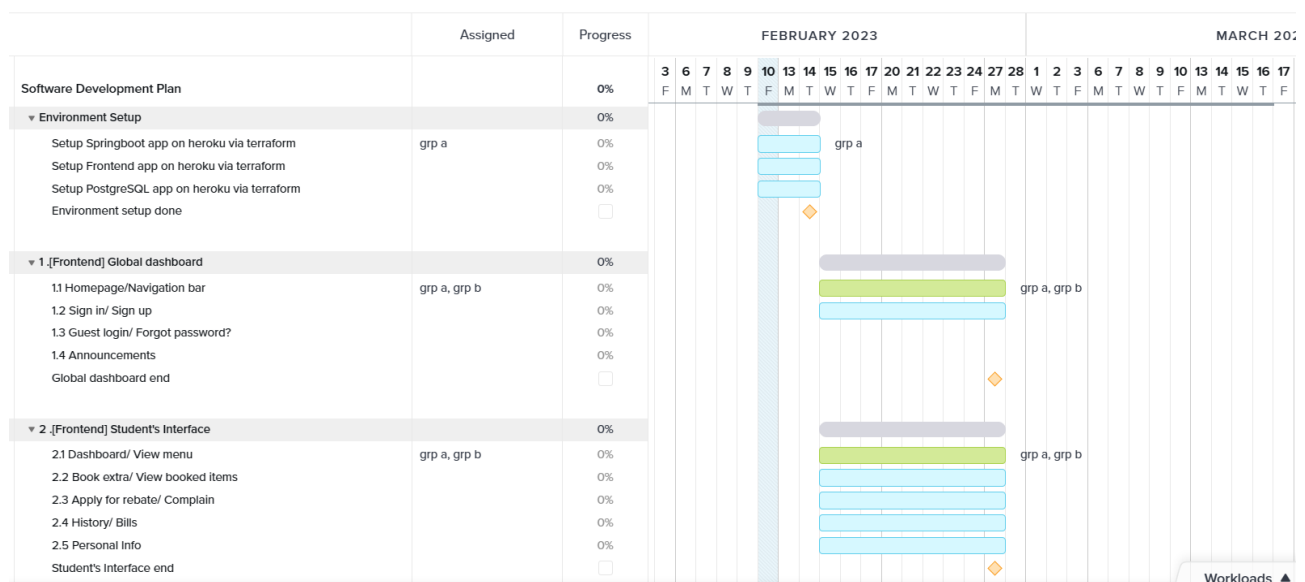 Assigned Progress FEBRUARY 2023 MARCH 202
3 6 7 8 9 10 13 14 15 16 17 20 21 22 23 24 27 28 1 2 3 6 7 8 9 10 13 14 15 16 17
Software Development Plan 0% F M T W T F M T W T F M T W T F M T W T F M T W T F M T W T F
Environment Setup 0%
Setup Springboot app on heroku via terraform grp a 0% grp a
Setup Frontend app on heroku via terraform 0%
Setup PostgreSQL app on heroku via terraform 0%
Environment setup done
1 .[Frontend] Global dashboard 0%
1.1 Homepage/Navigation bar grp a, grp b 0% grp a, grp b
1.2 Sign in/ Sign up 0%
1.3 Guest login/ Forgot password? 0%
1.4 Announcements 0%
Global dashboard end
2 .[Frontend] Student's Interface 0%
2.1 Dashboard/ View menu grp a, grp b 0% grp a, grp b
2.2 Book extra/ View booked items 0%
2.3 Apply for rebate/ Complain 0%
2.4 History/ Bills 0%
2.5 Personal Info 0%
Student's Interface end
Workloads